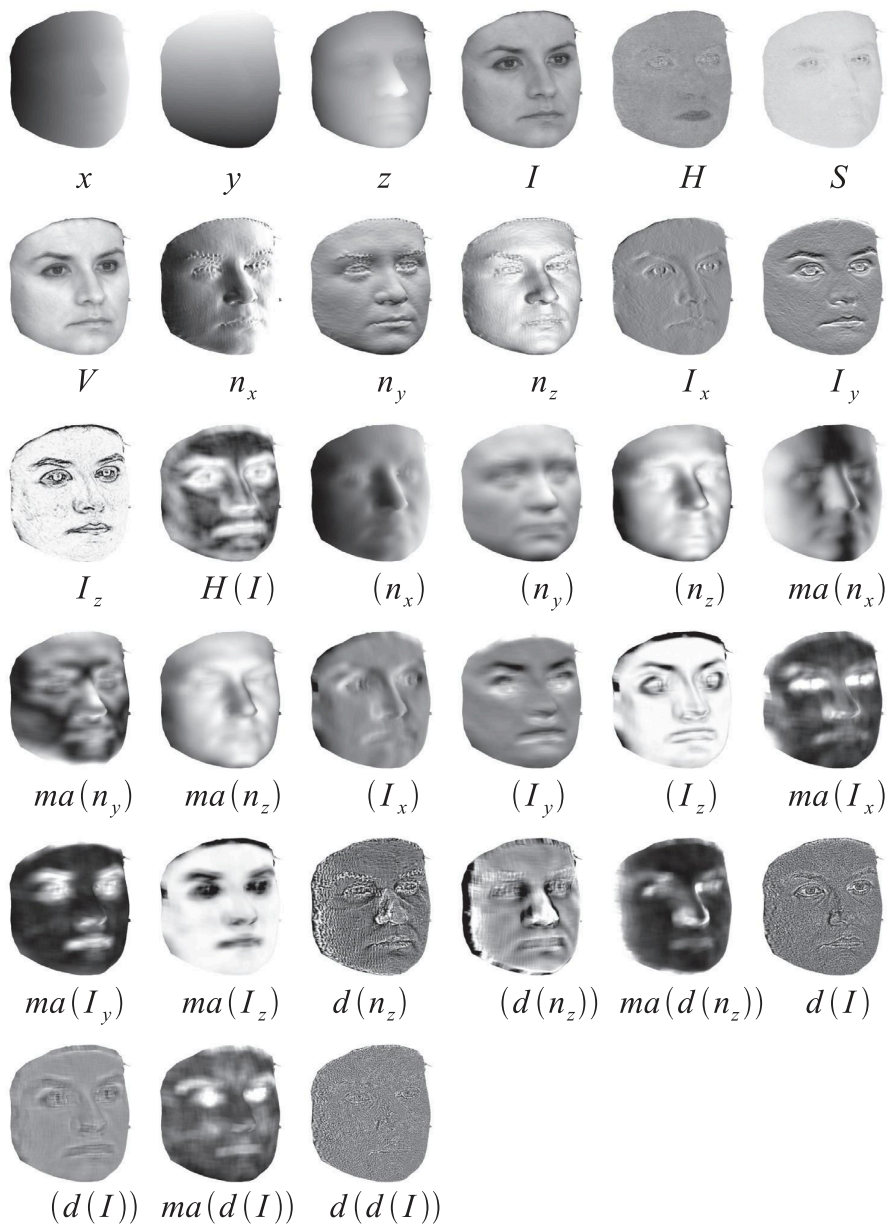 x y z I H S
V n_x n_y n_z I_x I_y
I_z H(I) (n_x) (n_y) (n_z) ma(n_x)
ma(n_y) ma(n_z) (I_x) (I_y) (I_z) ma(I_x)
ma(I_y) ma(I_z) d(n_z) (d(n_z)) ma(d(n_z)) d(I)
(d(I)) ma(d(I)) d(d(I))